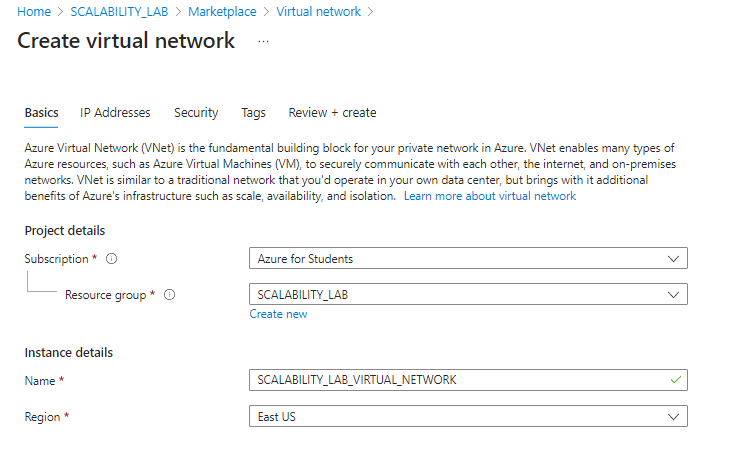 Home > SCALABILITY_LAB > Marketplace > Virtual network >
Create virtual network ...
Basics IP Addresses Security Tags Review + create
Azure Virtual Network (VNet) is the fundamental building block for your private network in Azure. VNet enables many types of
Azure resources, such as Azure Virtual Machines (VM), to securely communicate with each other, the internet, and on-premises
networks. VNet is similar to a traditional network that you'd operate in your own data center, but brings with it additional
benefits of Azure's infrastructure such as scale, availability, and isolation. Learn more about virtual network
Project details
Subscription * Azure for Students
Resource group * SCALABILITY_LAB
Create new
Instance details
Name * SCALABILITY_LAB_VIRTUAL_NETWORK
Region * East US